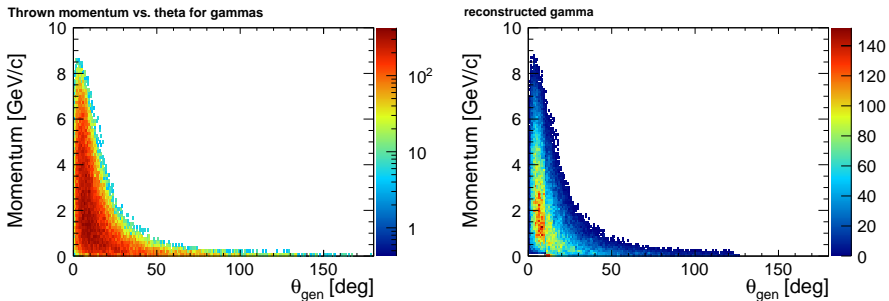 Thrown momentum vs. theta for gammas
Momentum [GeV/c]
10
8
6
4
2
0
0 50 100 150
θgen [deg]
10²
10
1
reconstructed gamma
Momentum [GeV/c]
10
8
6
4
2
0
0 50 100 150
θgen [deg]
140
120
100
80
60
40
20
0